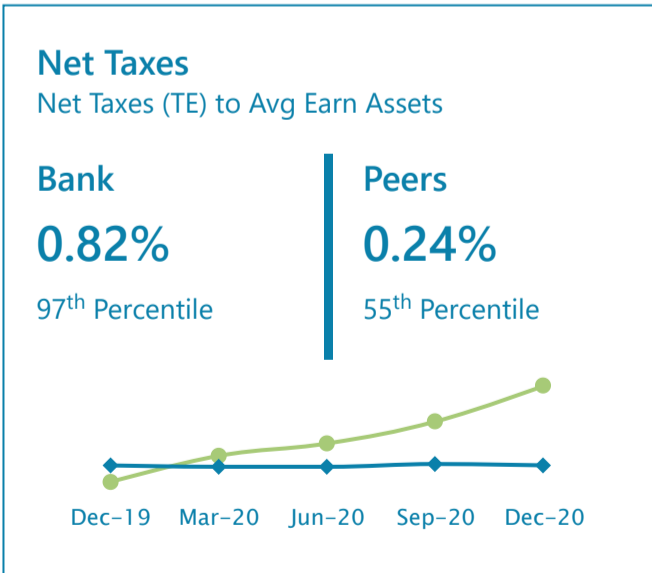 Net Taxes
Net Taxes (TE) to Avg Earn Assets
Bank
0.82%
97th Percentile
Peers
0.24%
55th Percentile
Dec-19 Mar-20 Jun-20 Sep-20 Dec-20